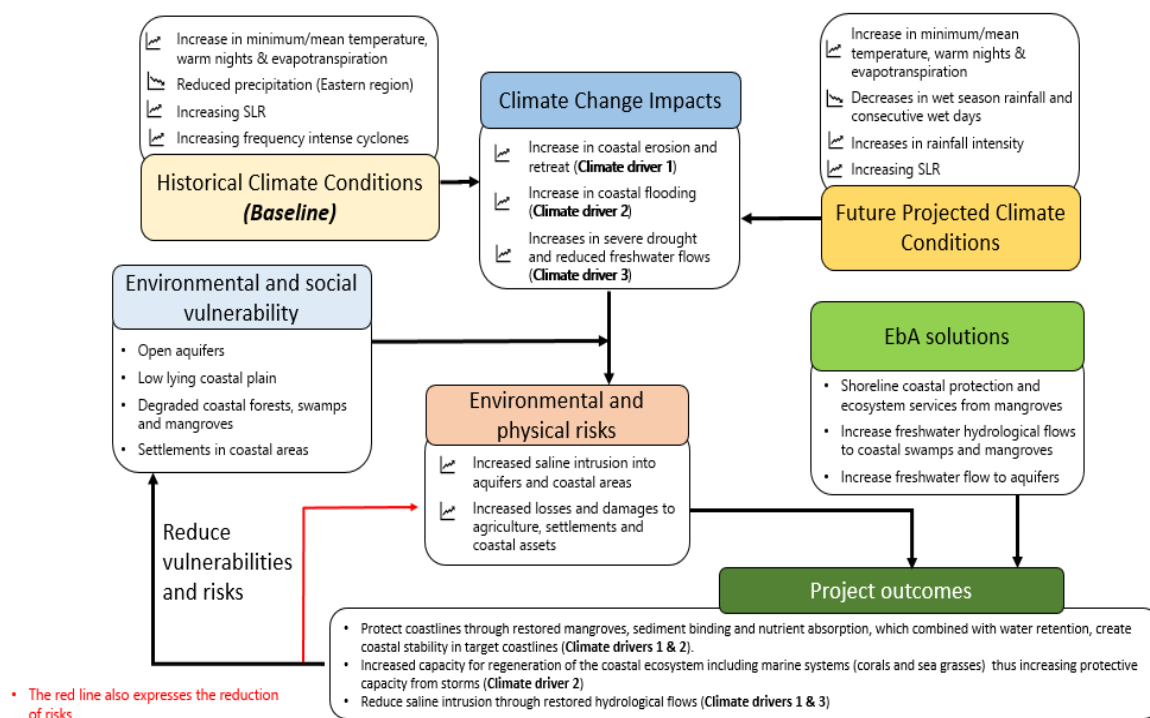 Increase in minimum/mean temperature,
warm nights & evapotranspiration
Reduced precipitation (Eastern region)
Increasing SLR
Increasing frequency intense cyclones
Historical Climate Conditions
(Baseline)
Climate Change Impacts
Increase in coastal erosion and
retreat (Climate driver 1)
Increase in coastal flooding
(Climate driver 2)
Increases in severe drought
and reduced freshwater flows
(Climate driver 3)
Increase in minimum/mean
temperature, warm nights &
evapotranspiration
Decreases in wet season rainfall and
consecutive wet days
Increases in rainfall intensity
Increasing SLR
Future Projected Climate
Conditions
Environmental and social
vulnerability
• Open aquifers
• Low lying coastal plain
• Degraded coastal forests, swamps
and mangroves
• Settlements in coastal areas
Environmental and
physical risks
Increased saline intrusion into
aquifers and coastal areas
Increased losses and damages to
agriculture, settlements and
coastal assets
EbA solutions
• Shoreline coastal protection and
ecosystem services from mangroves
• Increase freshwater hydrological flows
to coastal swamps and mangroves
• Increase freshwater flow to aquifers
Reduce
vulnerabilities
and risks
Project outcomes
• Protect coastlines through restored mangroves, sediment binding and nutrient absorption, which combined with water retention, create
coastal stability in target coastlines (Climate drivers 1 & 2).
• Increased capacity for regeneration of the coastal ecosystem including marine systems (corals and sea grasses) thus increasing protective
capacity from storms (Climate driver 2)
• Reduce saline intrusion through restored hydrological flows (Climate drivers 1 & 3)
• The red line also expresses the reduction
of risks